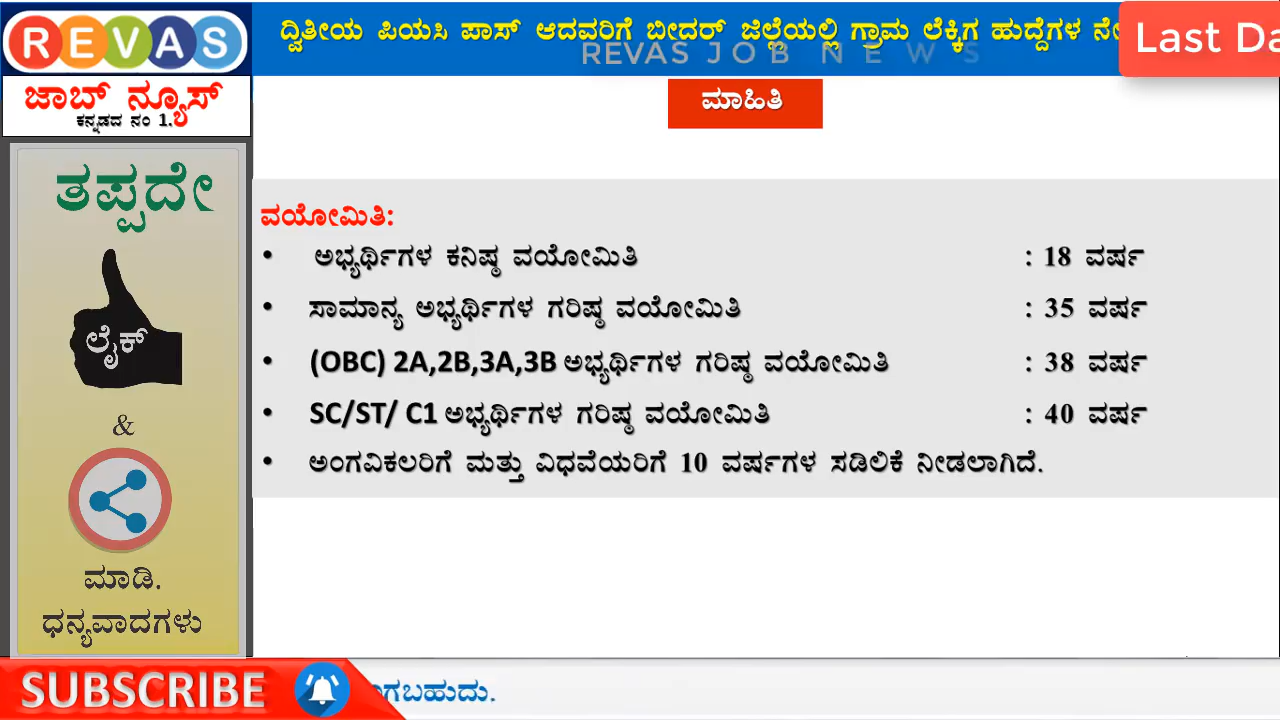 REVAS
ದ್ವಿತೀಯ ಪಿಯಸಿ ಪಾಸ್ ಆದವರಿಗೆ ಬೀದರ್ ಜಿಲ್ಲೆಯಲ್ಲಿ ಗ್ರಾಮ ಲೆಕ್ಕಿಗ ಹುದ್ದೆಗಳ
Last
REVAS JOB NEWS
ಜಾಬ್ ನ್ಯೂಸ್
ಕನ್ನಡದ ನಂ 1.
ಮಾಹಿತಿ
ತಪ್ಪದೇ
ಲೈಕ್
&
ಮಾಡಿ.
ಧನ್ಯವಾದಗಳು
ವಯೋಮಿತಿ:
• ಅಭ್ಯರ್ಥಿಗಳ ಕನಿಷ್ಠ ವಯೋಮಿತಿ : 18 ವರ್ಷ
• ಸಾಮಾನ್ಯ ಅಭ್ಯರ್ಥಿಗಳ ಗರಿಷ್ಠ ವಯೋಮಿತಿ : 35 ವರ್ಷ
• (OBC) 2A,2B,3A,3B ಅಭ್ಯರ್ಥಿಗಳ ಗರಿಷ್ಠ ವಯೋಮಿತಿ : 38 ವರ್ಷ
• SC/ST/ C1 ಅಭ್ಯರ್ಥಿಗಳ ಗರಿಷ್ಠ ವಯೋಮಿತಿ : 40 ವರ್ಷ
• ಅಂಗವಿಕಲರಿಗೆ ಮತ್ತು ವಿಧವೆಯರಿಗೆ 10 ವರ್ಷಗಳ ಸಡಿಲಿಕೆ ನೀಡಲಾಗಿದೆ.
SUBSCRIBE